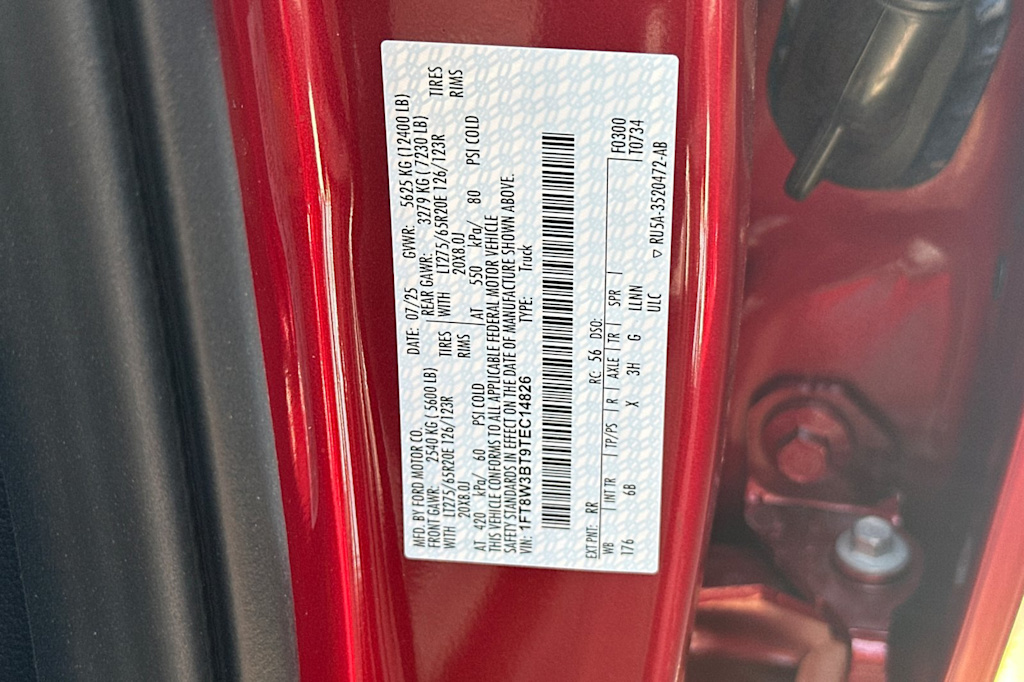 MFD. BY FORD MOTOR CO. DATE: 07/25 GVWR: 5625 KG (12400 LB)
FRONT GAWR: 2540 KG ( 5600 LB) REAR GAWR: 3279 KG ( 7230 LB)
WITH LT275/65R20E 126/123R TIRES WITH LT275/65R20E 126/123R TIRES
20X8.0J RIMS 20X8.0J RIMS
AT 420 kPa/ 60 PSI COLD AT 550 kPa/ 80 PSI COLD
THIS VEHICLE CONFORMS TO ALL APPLICABLE FEDERAL MOTOR VEHICLE
SAFETY STANDARDS IN EFFECT ON THE DATE OF MANUFACTURE SHOWN ABOVE.
VIN: 1FT8W3BT9TEC14826 TYPE: Truck
F0300
EXT PNT: RR RC: 56 DSO: T0734
WB INT TR TP/PS R AXLE TR SPR
176 6B X 3H G LLNN
ULC ▽ RU5A-3520472-AB